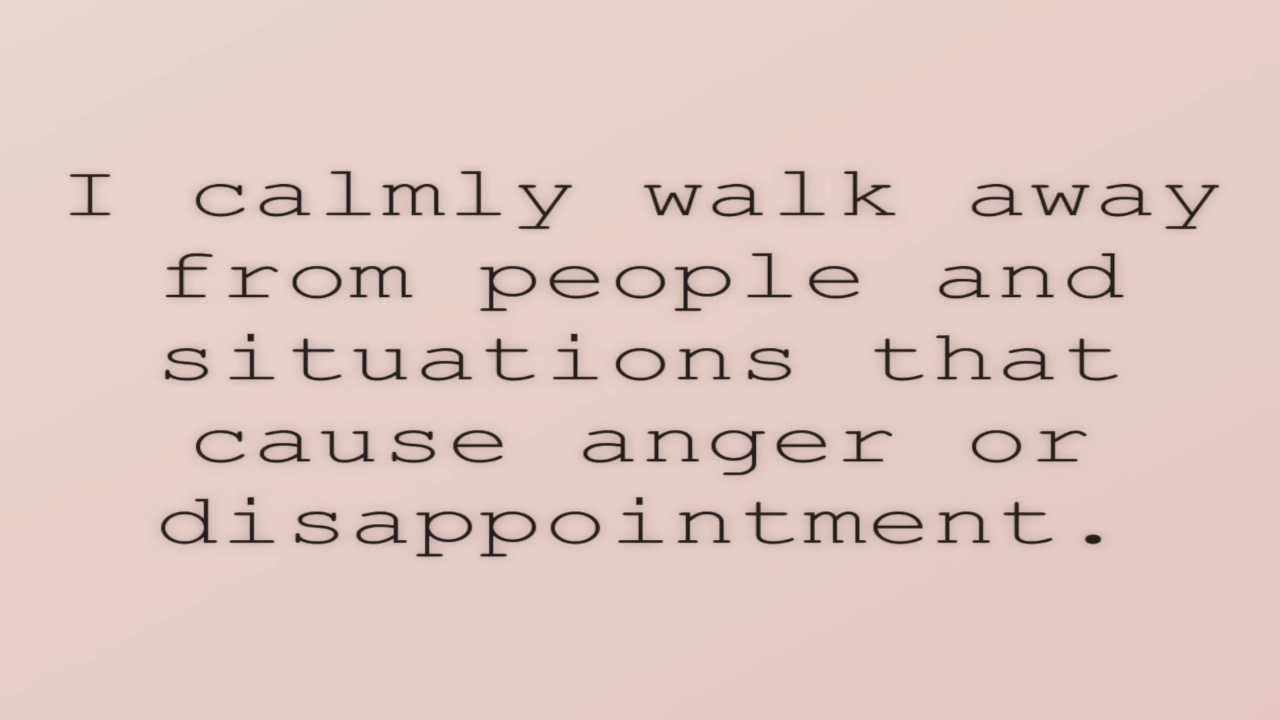 I calmly walk away
from people and
situations that
cause anger or
disappointment.